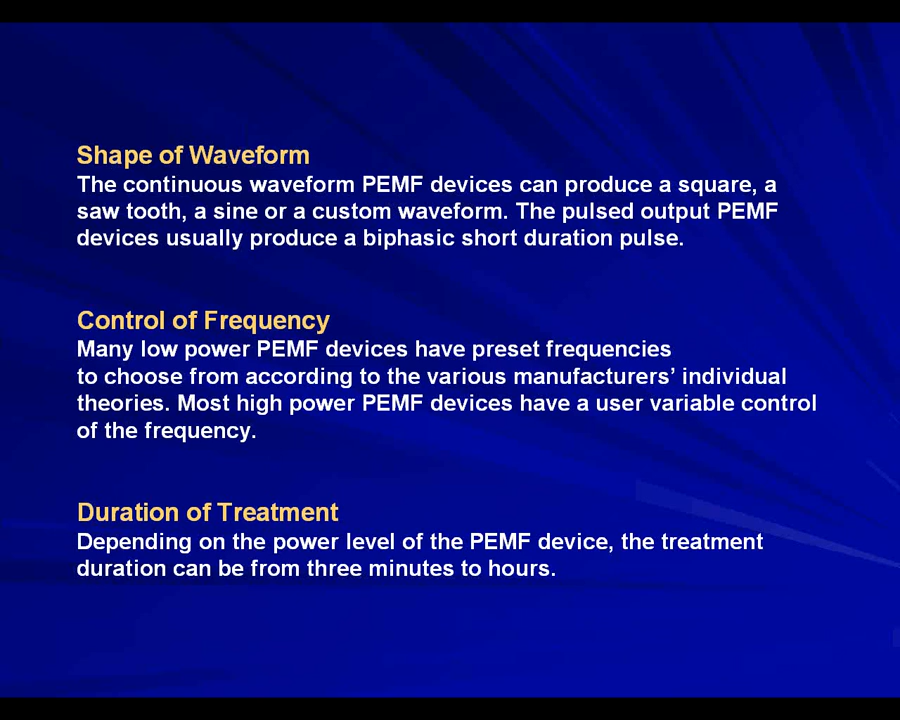 Shape of Waveform
The continuous waveform PEMF devices can produce a square, a
saw tooth, a sine or a custom waveform. The pulsed output PEMF
devices usually produce a biphasic short duration pulse.
Control of Frequency
Many low power PEMF devices have preset frequencies
to choose from according to the various manufacturers’ individual
theories. Most high power PEMF devices have a user variable control
of the frequency.
Duration of Treatment
Depending on the power level of the PEMF device, the treatment
duration can be from three minutes to hours.